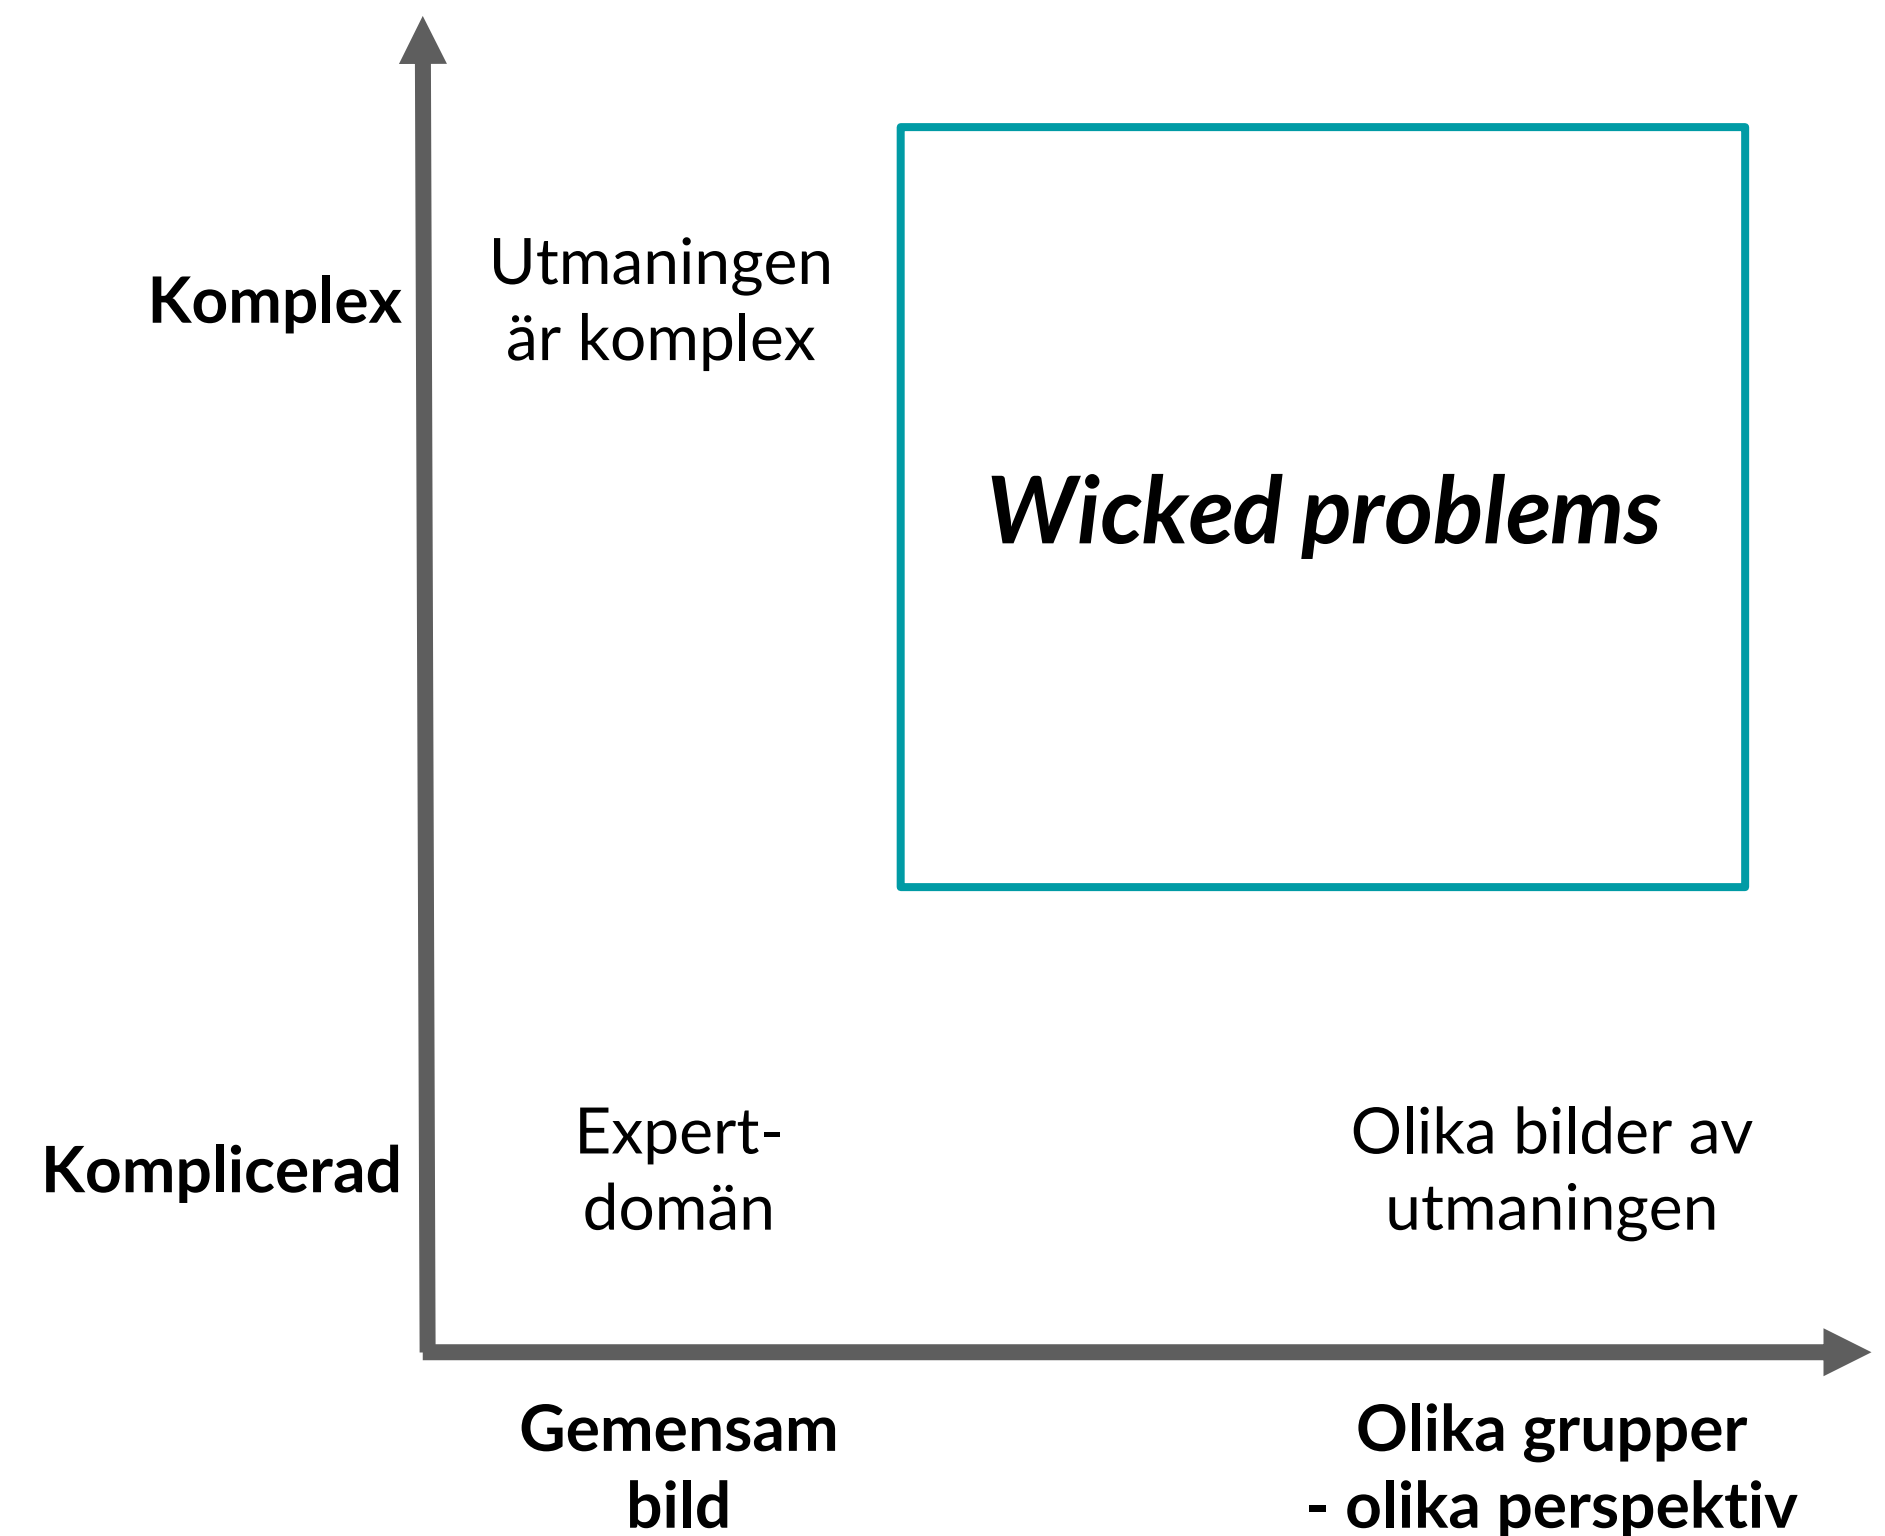 Komplex
Utmaningen
är komplex
Wicked problems
Komplicerad
Expert-
domän
Olika bilder av
utmaningen
Gemensam
bild
Olika grupper
- olika perspektiv